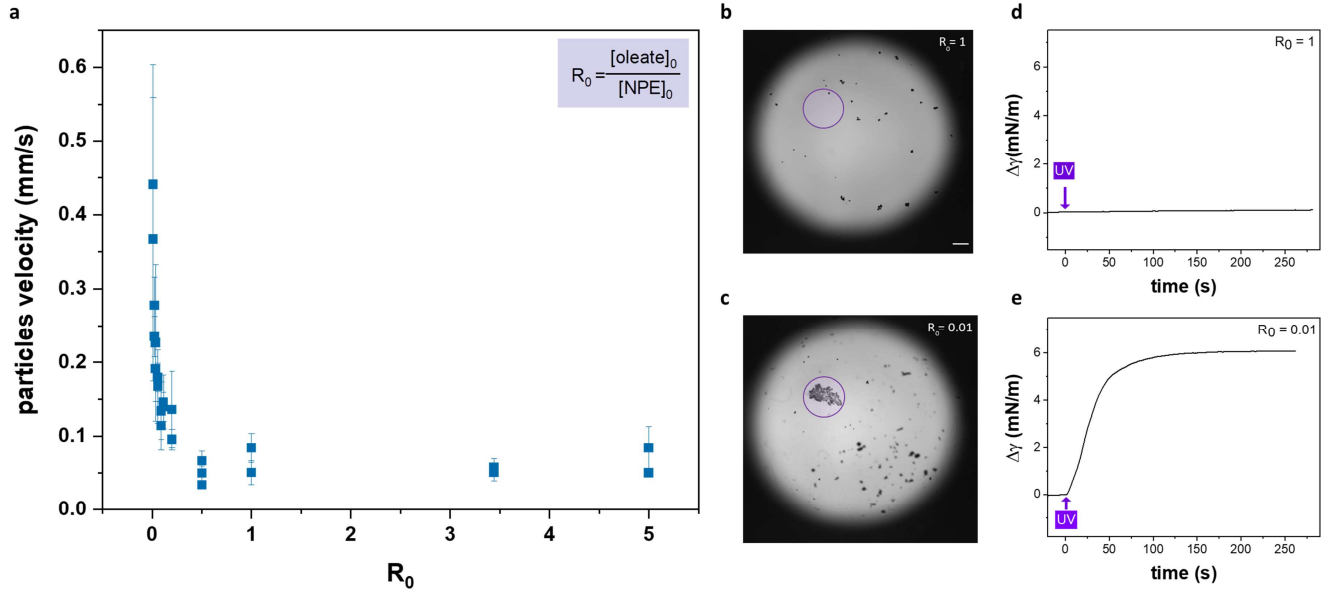 a
particles velocity (mm/s)
0.6
0.5
0.4
0.3
0.2
0.1
0.0
0 1 2 3 4 5
R0
R0 = [oleate]0 / [NPE]0
b
R0 = 1
c
R0 = 0.01
d
R0 = 1
Δγ(mN/m)
6
4
2
0
UV
0 50 100 150 200 250
time (s)
e
R0 = 0.01
Δγ (mN/m)
6
4
2
0
UV
0 50 100 150 200 250
time (s)